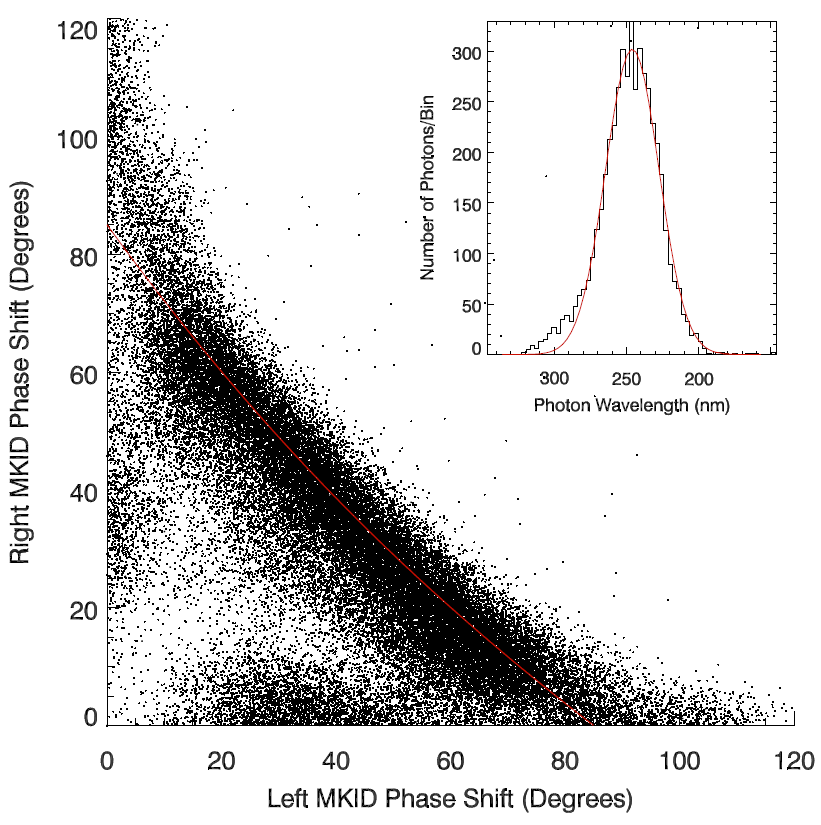 120
100
80
60
40
20
0
Right MKID Phase Shift (Degrees)
0 20 40 60 80 100 120
Left MKID Phase Shift (Degrees)
300
250
200
150
100
50
0
Number of Photons/Bin
300 250 200
Photon Wavelength (nm)